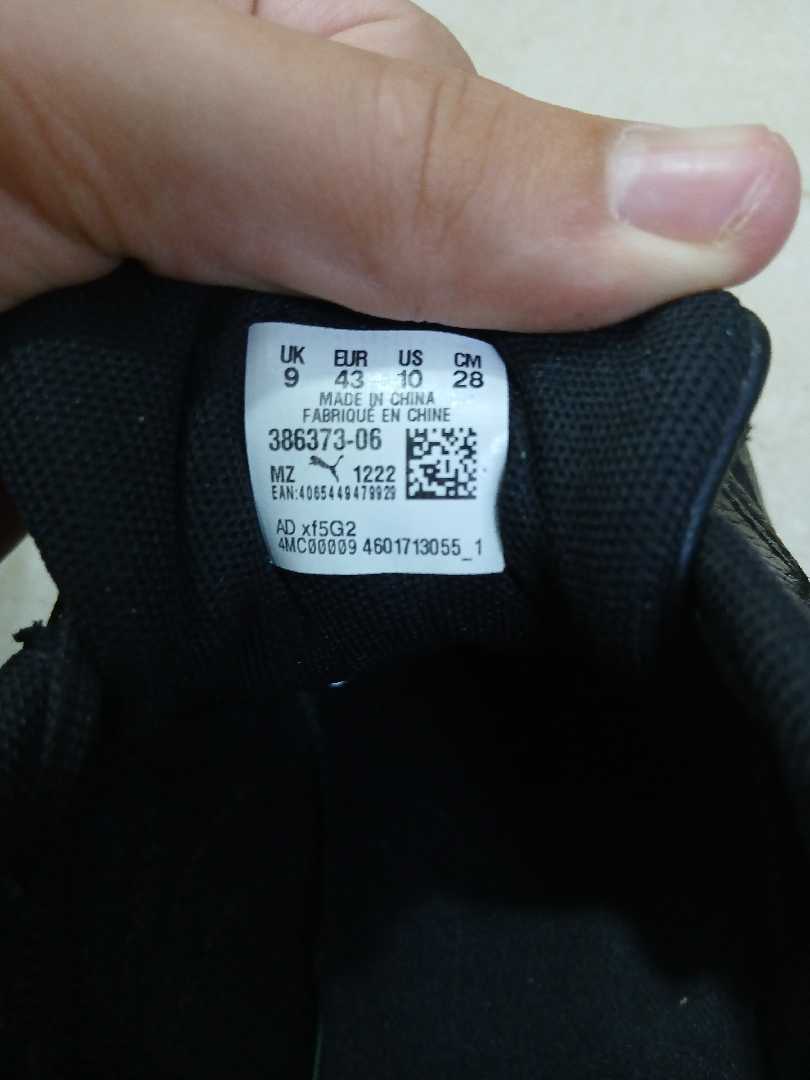 UK EUR US CM
9 43 10 28
MADE IN CHINA
FABRIQUÉ EN CHINE
386373-06
MZ 1222
EAN:4065449479929
AD xf5G2
4MC00009 4601713055_1